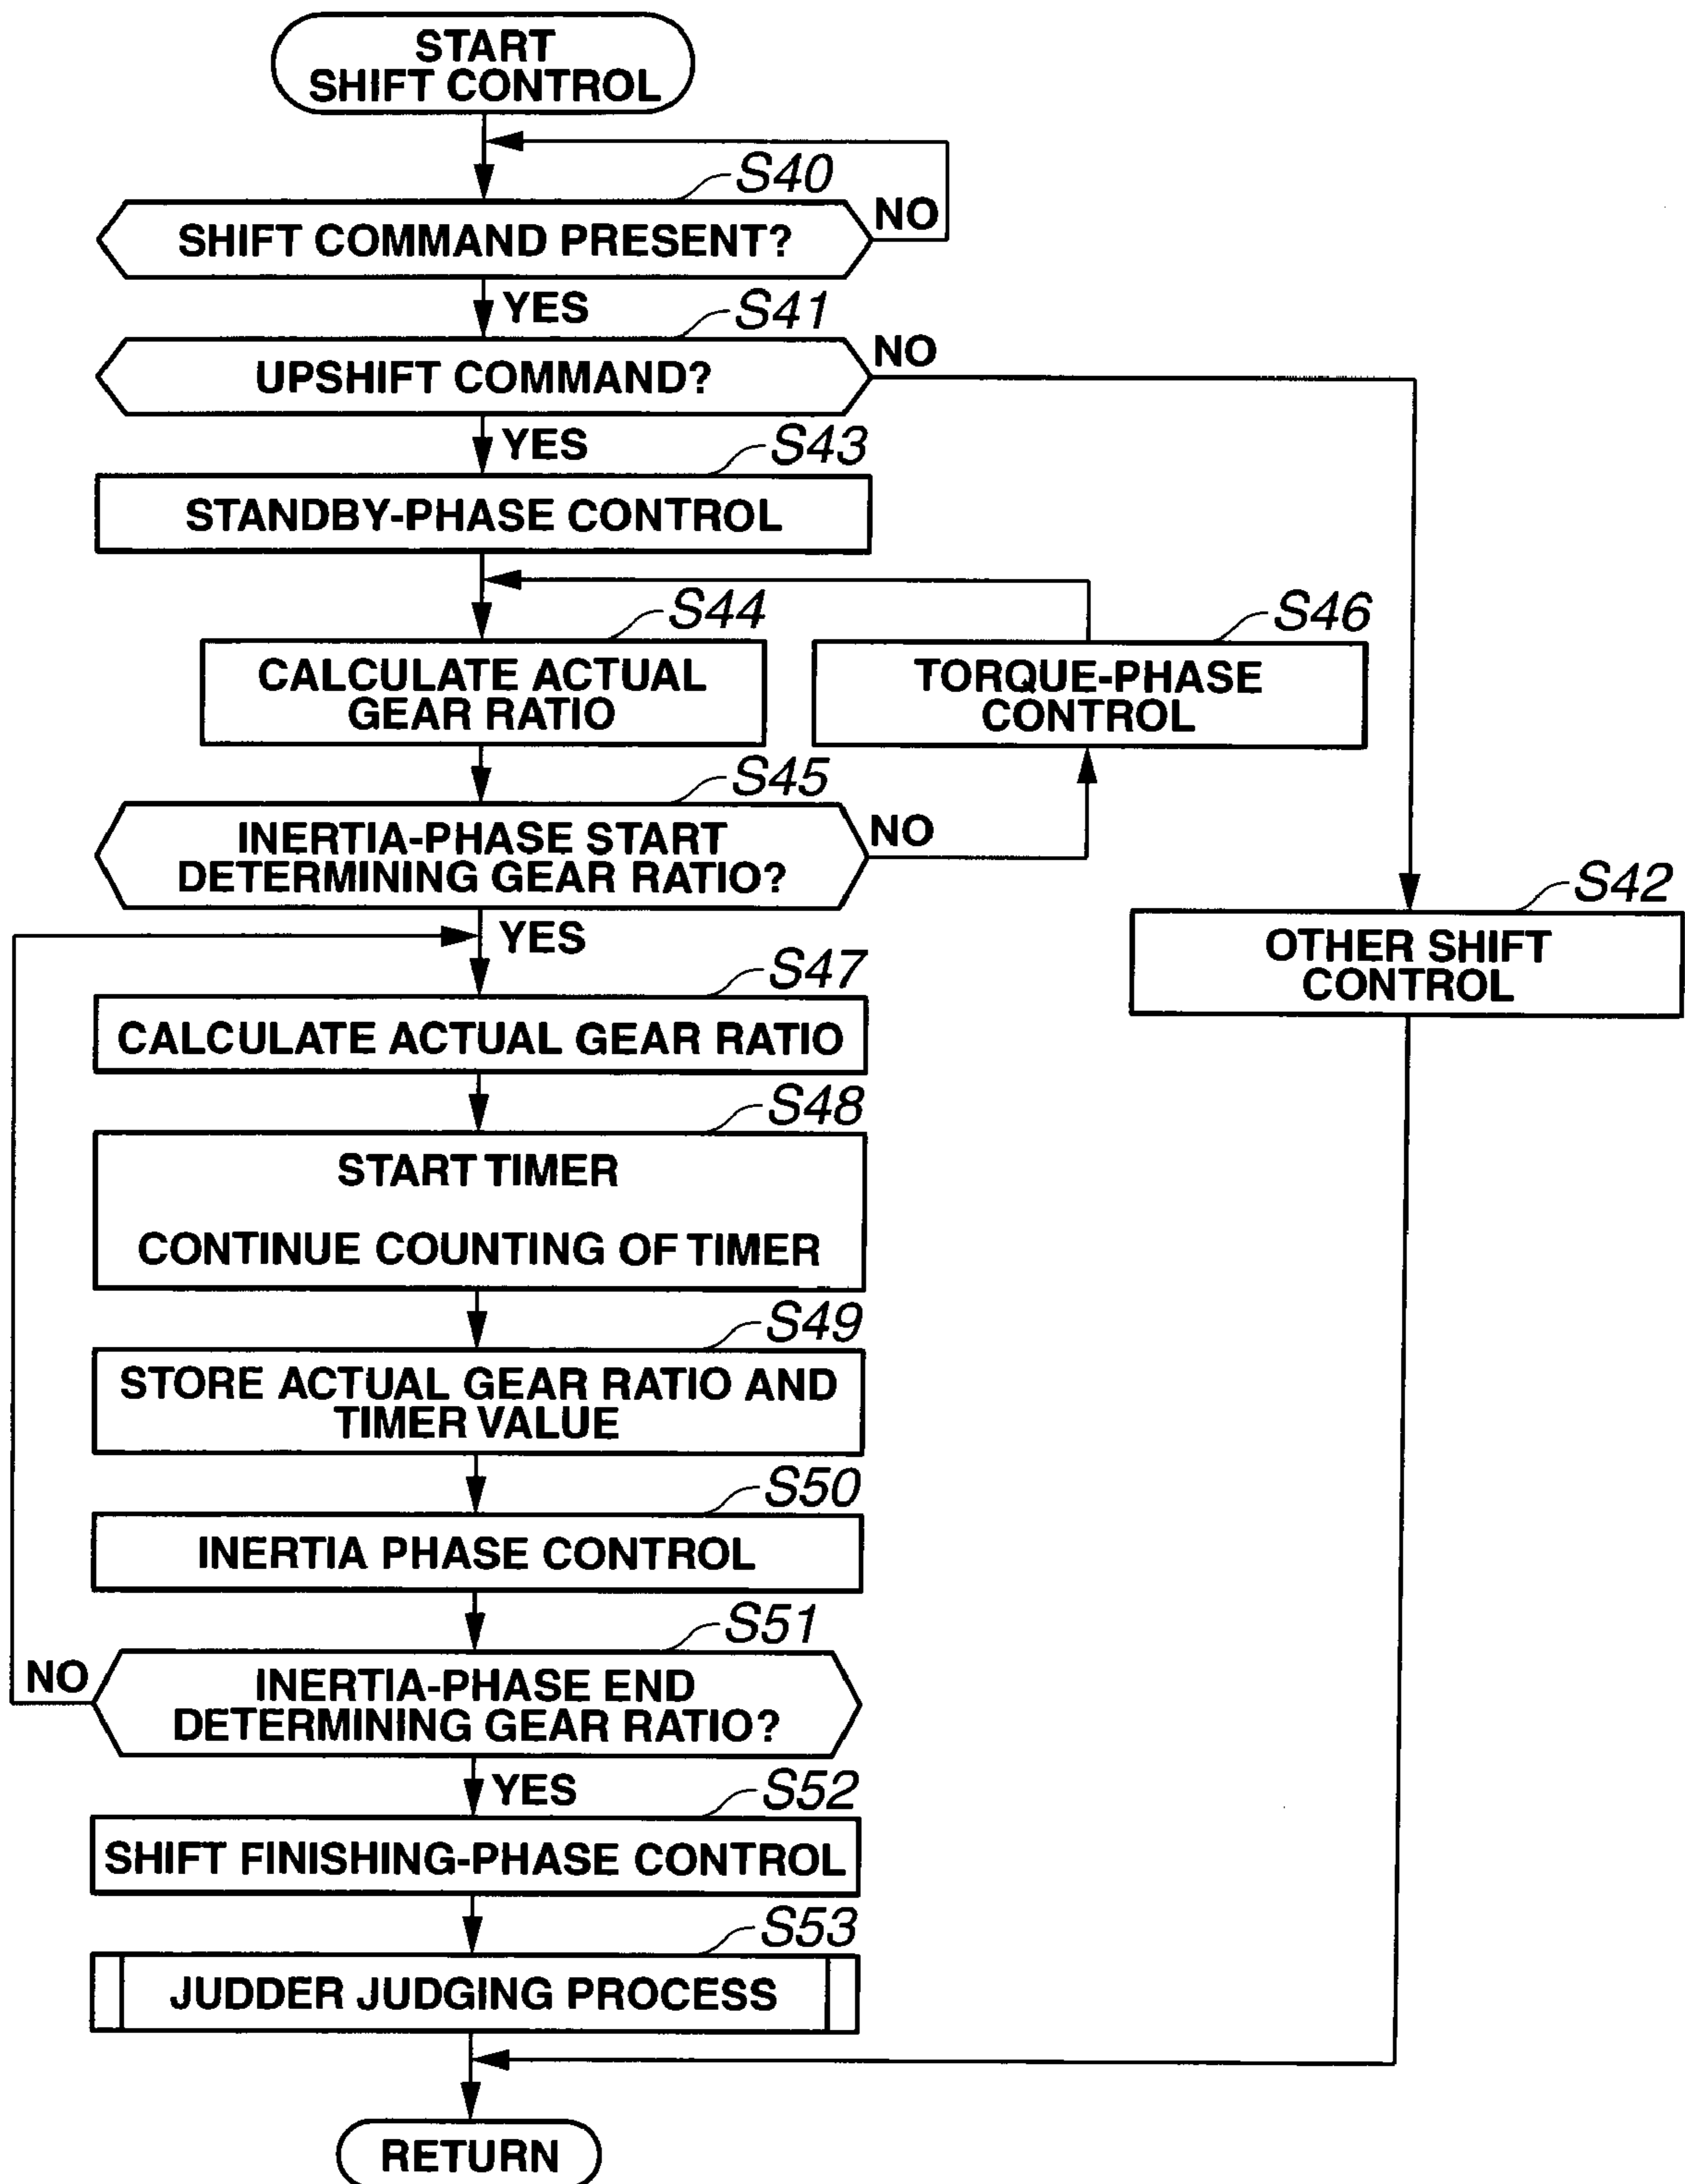 START
SHIFT CONTROL
S40
SHIFT COMMAND PRESENT?
NO
YES
S41
UPSHIFT COMMAND?
NO
YES
S43
STANDBY-PHASE CONTROL
S44
CALCULATE ACTUAL
GEAR RATIO
S46
TORQUE-PHASE
CONTROL
S45
INERTIA-PHASE START
DETERMINING GEAR RATIO?
NO
YES
S42
OTHER SHIFT
CONTROL
S47
CALCULATE ACTUAL GEAR RATIO
S48
START TIMER
CONTINUE COUNTING OF TIMER
S49
STORE ACTUAL GEAR RATIO AND
TIMER VALUE
S50
INERTIA PHASE CONTROL
S51
INERTIA-PHASE END
DETERMINING GEAR RATIO?
NO
YES
S52
SHIFT FINISHING-PHASE CONTROL
S53
JUDDER JUDGING PROCESS
RETURN